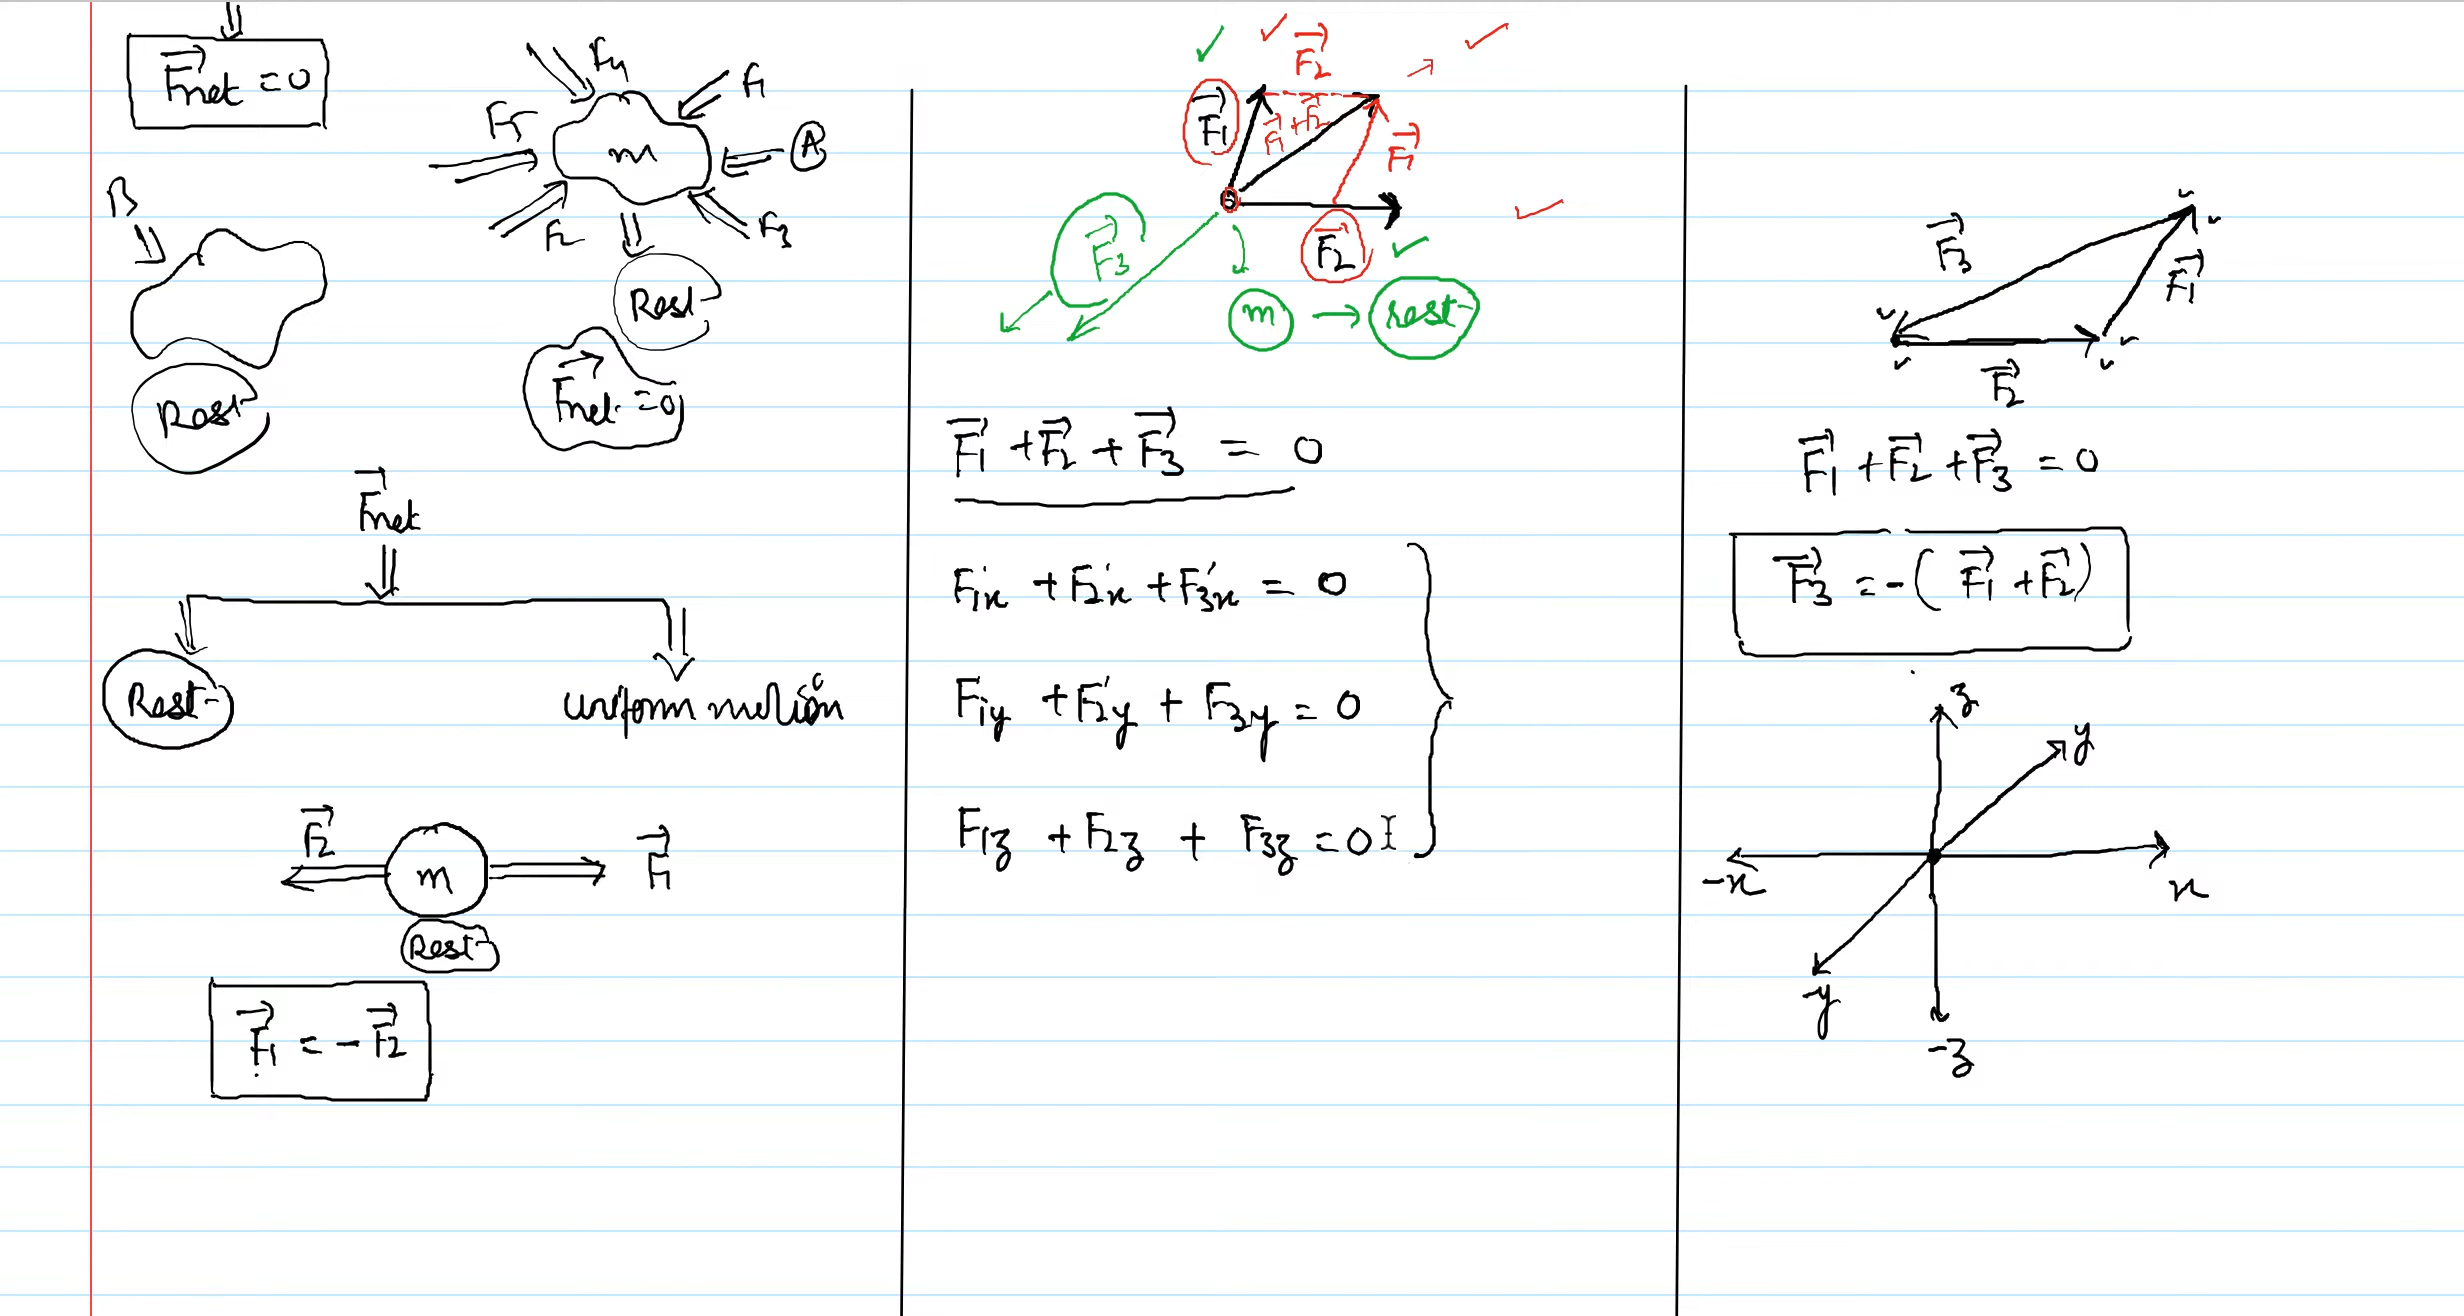 F⃗net = 0
F4
F1
F5
m
A
F2
F3
B
Rest
Rest
F⃗net = 0
F⃗net
Rest
uniform motion
F⃗2
m
F⃗1
Rest
F⃗1 = - F⃗2
F⃗2
F⃗1
F⃗1 + F⃗2
F⃗1
F⃗3
F⃗2
m → rest
F⃗1 + F⃗2 + F⃗3 = 0
F1x + F2x + F3x = 0
F1y + F2y + F3y = 0
F1z + F2z + F3z = 0
F⃗3
F⃗1
F⃗2
F⃗1 + F⃗2 + F⃗3 = 0
F⃗3 = - ( F⃗1 + F⃗2 )
z
y
-x
x
-y
-z